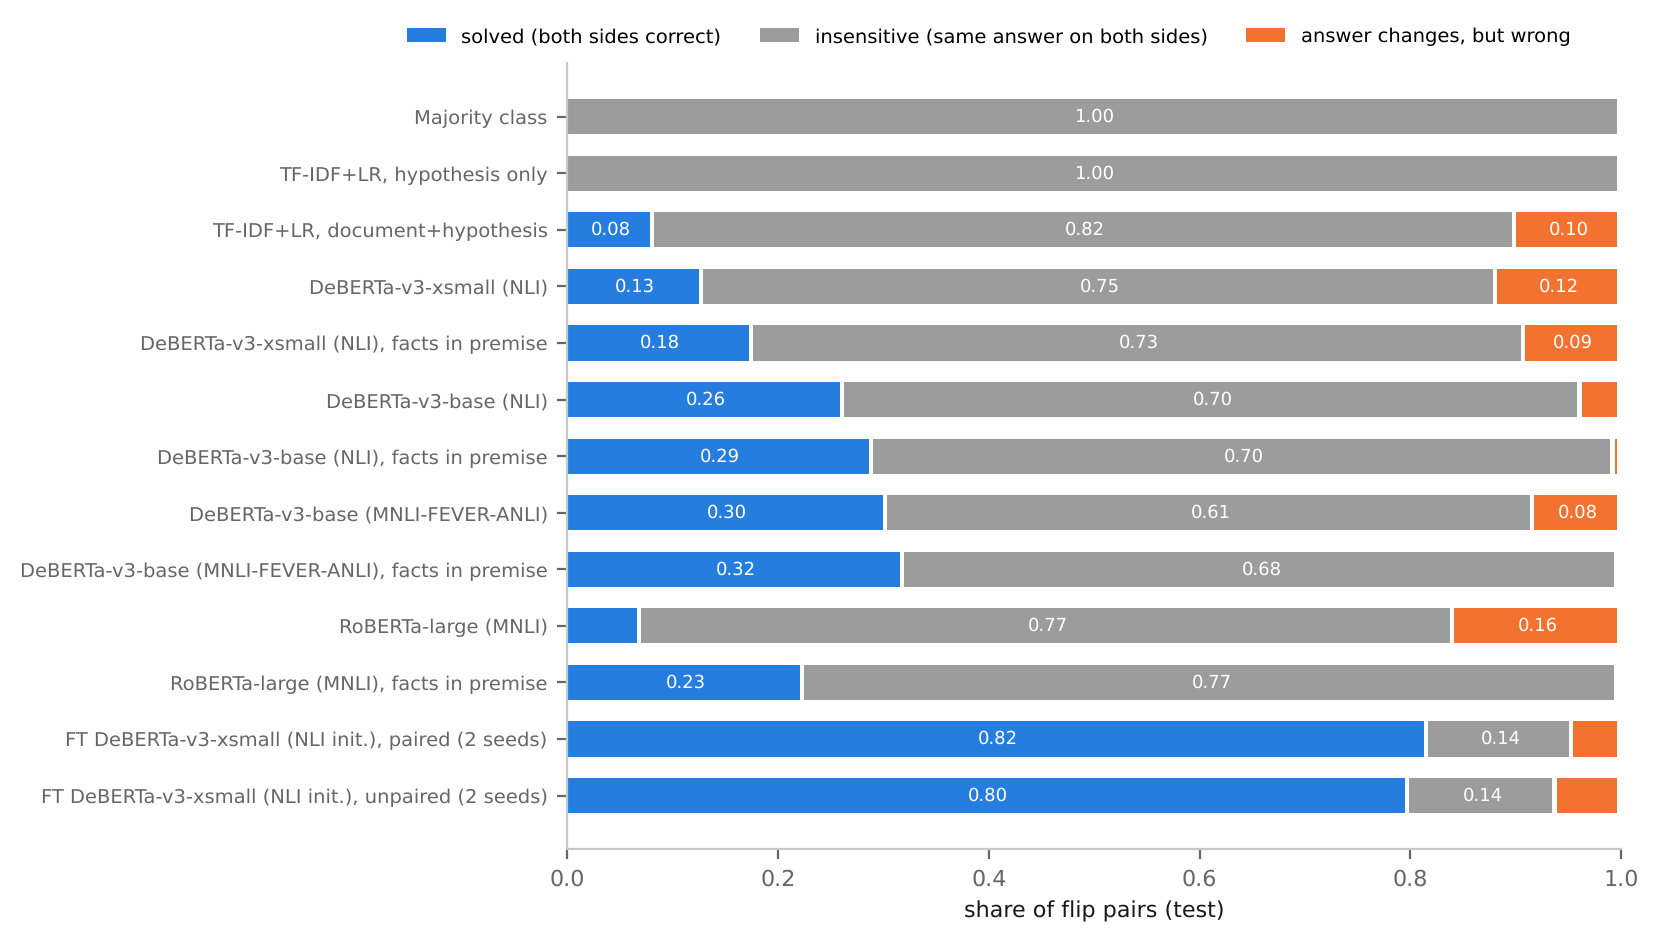 solved (both sides correct) insensitive (same answer on both sides) answer changes, but wrong
Majority class 1.00
TF-IDF+LR, hypothesis only 1.00
TF-IDF+LR, document+hypothesis 0.08 0.82 0.10
DeBERTa-v3-xsmall (NLI) 0.13 0.75 0.12
DeBERTa-v3-xsmall (NLI), facts in premise 0.18 0.73 0.09
DeBERTa-v3-base (NLI) 0.26 0.70
DeBERTa-v3-base (NLI), facts in premise 0.29 0.70
DeBERTa-v3-base (MNLI-FEVER-ANLI) 0.30 0.61 0.08
DeBERTa-v3-base (MNLI-FEVER-ANLI), facts in premise 0.32 0.68
RoBERTa-large (MNLI) 0.77 0.16
RoBERTa-large (MNLI), facts in premise 0.23 0.77
FT DeBERTa-v3-xsmall (NLI init.), paired (2 seeds) 0.82 0.14
FT DeBERTa-v3-xsmall (NLI init.), unpaired (2 seeds) 0.80 0.14
0.0 0.2 0.4 0.6 0.8 1.0
share of flip pairs (test)